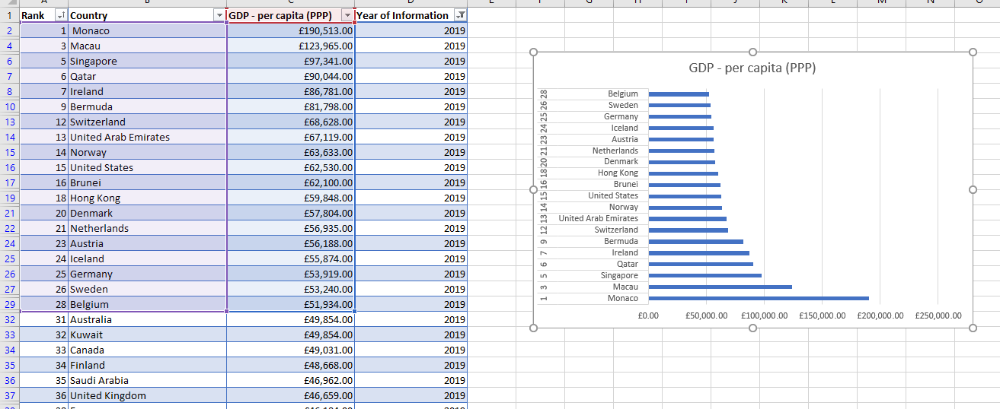 1 Rank Country GDP - per capita (PPP) Year of Information
2 1 Monaco £190,513.00 2019
4 3 Macau £123,965.00 2019
6 5 Singapore £97,341.00 2019
7 6 Qatar £90,044.00 2019
8 7 Ireland £86,781.00 2019
10 9 Bermuda £81,798.00 2019
13 12 Switzerland £68,628.00 2019
14 13 United Arab Emirates £67,119.00 2019
15 14 Norway £63,633.00 2019
16 15 United States £62,530.00 2019
17 16 Brunei £62,100.00 2019
19 18 Hong Kong £59,848.00 2019
21 20 Denmark £57,804.00 2019
22 21 Netherlands £56,935.00 2019
24 23 Austria £56,188.00 2019
25 24 Iceland £55,874.00 2019
26 25 Germany £53,919.00 2019
27 26 Sweden £53,240.00 2019
29 28 Belgium £51,934.00 2019
32 31 Australia £49,854.00 2019
33 32 Kuwait £49,854.00 2019
34 33 Canada £49,031.00 2019
35 34 Finland £48,668.00 2019
36 35 Saudi Arabia £46,962.00 2019
37 36 United Kingdom £46,659.00 2019
GDP - per capita (PPP)
28 Belgium
26 Sweden
25 Germany
24 Iceland
23 Austria
21 Netherlands
20 Denmark
18 Hong Kong
16 Brunei
15 United States
14 Norway
13 United Arab Emirates
12 Switzerland
9 Bermuda
7 Ireland
6 Qatar
5 Singapore
3 Macau
1 Monaco
£0.00 £50,000.00 £100,000.00 £150,000.00 £200,000.00 £250,000.00